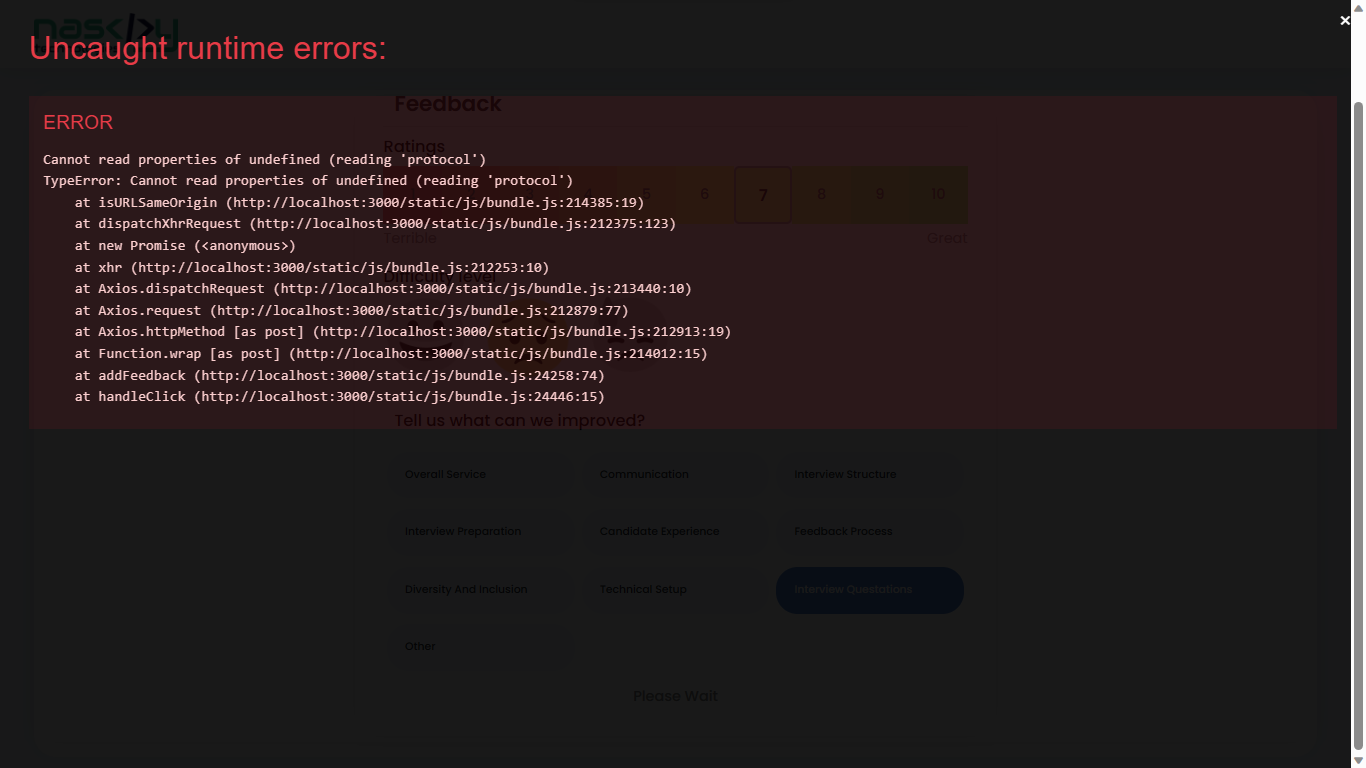 ×
Uncaught runtime errors:
Feedback
ERROR
Ratings
Cannot read properties of undefined (reading 'protocol')
TypeError: Cannot read properties of undefined (reading 'protocol')
4 5 6 7 8 9 10
at isURLSameOrigin (http://localhost:3000/static/js/bundle.js:214385:19)
at dispatchXhrRequest (http://localhost:3000/static/js/bundle.js:212375:123)
Terrible Great
at new Promise (<anonymous>)
at xhr (http://localhost:3000/static/js/bundle.js:212253:10)
Difficulty level
at Axios.dispatchRequest (http://localhost:3000/static/js/bundle.js:213440:10)
at Axios.request (http://localhost:3000/static/js/bundle.js:212879:77)
at Axios.httpMethod [as post] (http://localhost:3000/static/js/bundle.js:212913:19)
at Function.wrap [as post] (http://localhost:3000/static/js/bundle.js:214012:15)
at addFeedback (http://localhost:3000/static/js/bundle.js:24258:74)
at handleClick (http://localhost:3000/static/js/bundle.js:24446:15)
Tell us what can we improved?
Overall Service Communication Interview Structure
Interview Preparation Candidate Experience Feedback Process
Diversity And Inclusion Technical Setup Interview Questations
Other
Please Wait